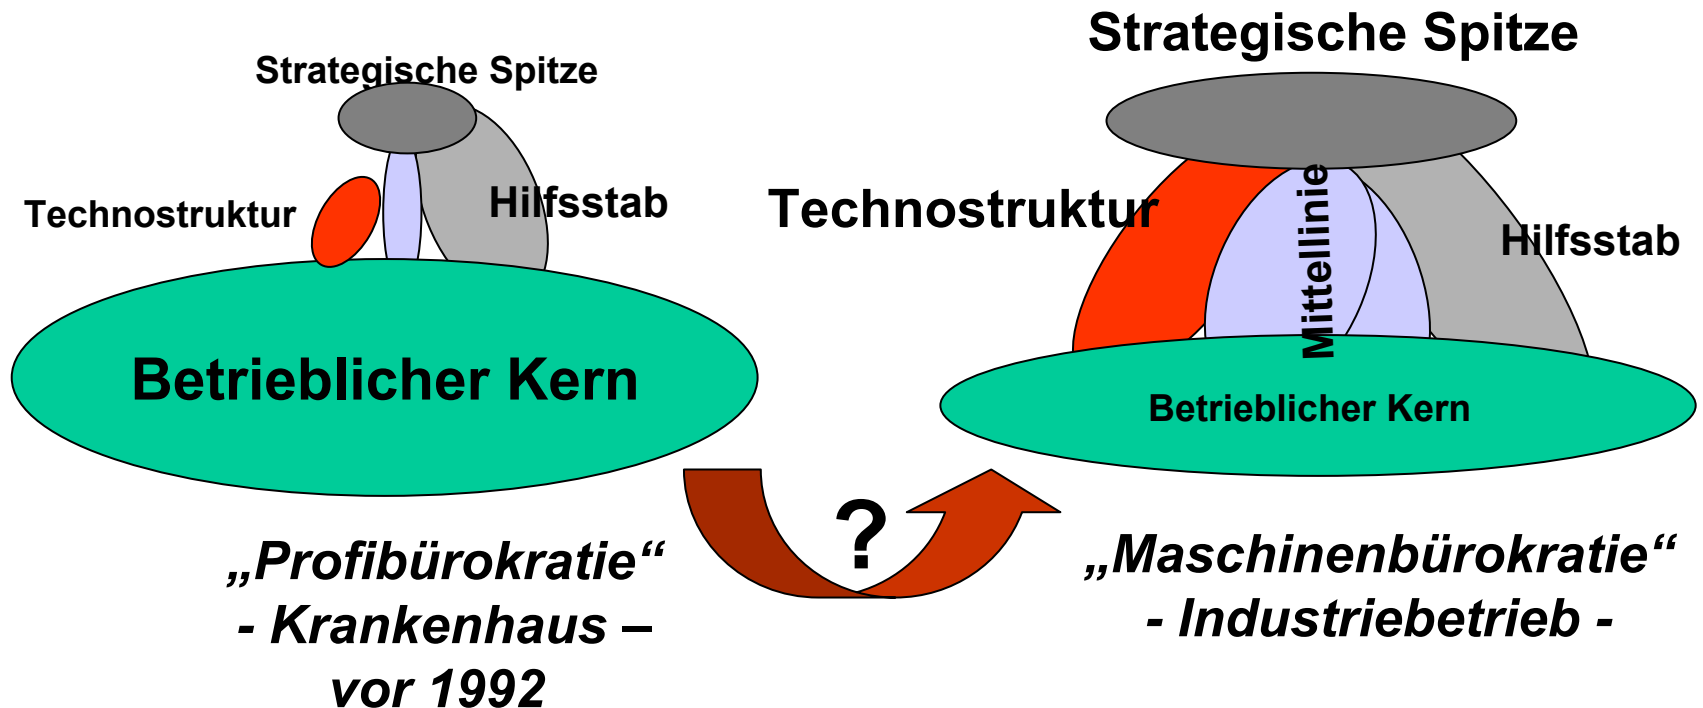 Strategische Spitze
Technostruktur
Hilfsstab
Betrieblicher Kern
„Profibürokratie“
- Krankenhaus –
vor 1992
?
Strategische Spitze
Technostruktur
Mittellinie
Hilfsstab
Betrieblicher Kern
„Maschinenbürokratie“
- Industriebetrieb -